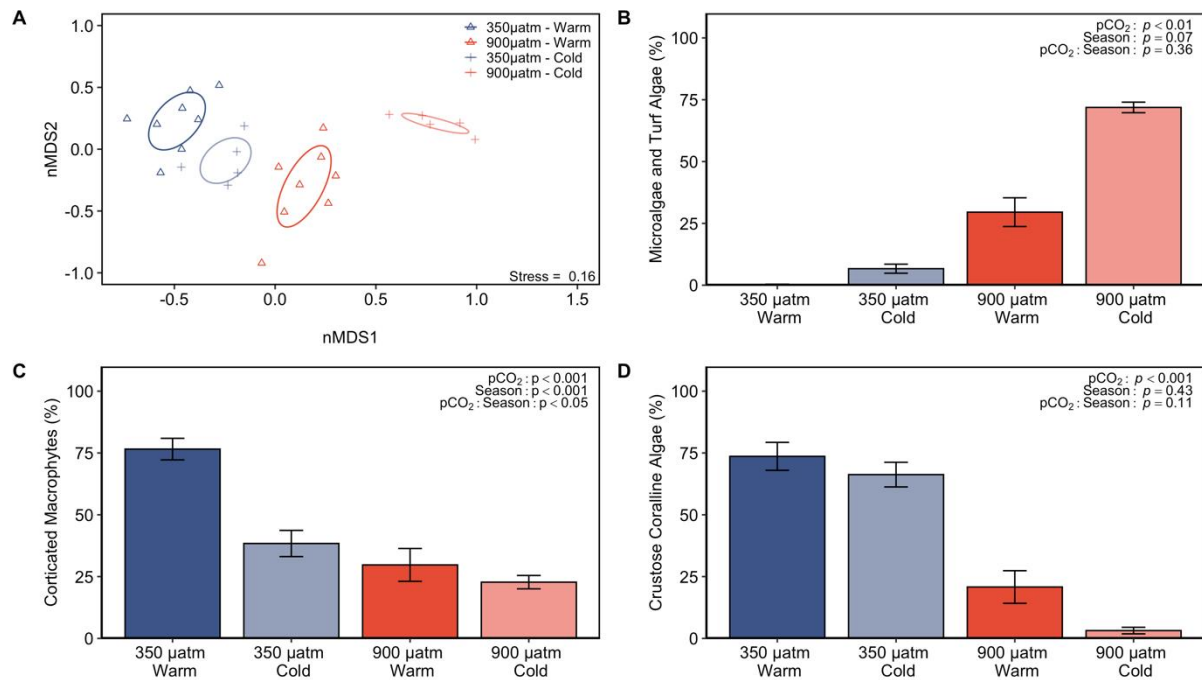 A
1.0
0.5
0.0
-0.5
-1.0
nMDS2
350µatm - Warm
900µatm - Warm
350µatm - Cold
900µatm - Cold
Stress = 0.16
-0.5
0.0
0.5
1.0
1.5
nMDS1
B
100
75
50
25
0
Microalgae and Turf Algae (%)
pCO₂: p < 0.01
Season: p = 0.07
pCO₂: Season: p = 0.36
350 µatm
Warm
350 µatm
Cold
900 µatm
Warm
900 µatm
Cold
C
100
75
50
25
0
Corticated Macrophytes (%)
pCO₂: p < 0.001
Season: p < 0.001
pCO₂: Season: p < 0.05
350 µatm
Warm
350 µatm
Cold
900 µatm
Warm
900 µatm
Cold
D
100
75
50
25
0
Crustose Coralline Algae (%)
pCO₂: p < 0.001
Season: p = 0.43
pCO₂: Season: p = 0.11
350 µatm
Warm
350 µatm
Cold
900 µatm
Warm
900 µatm
Cold